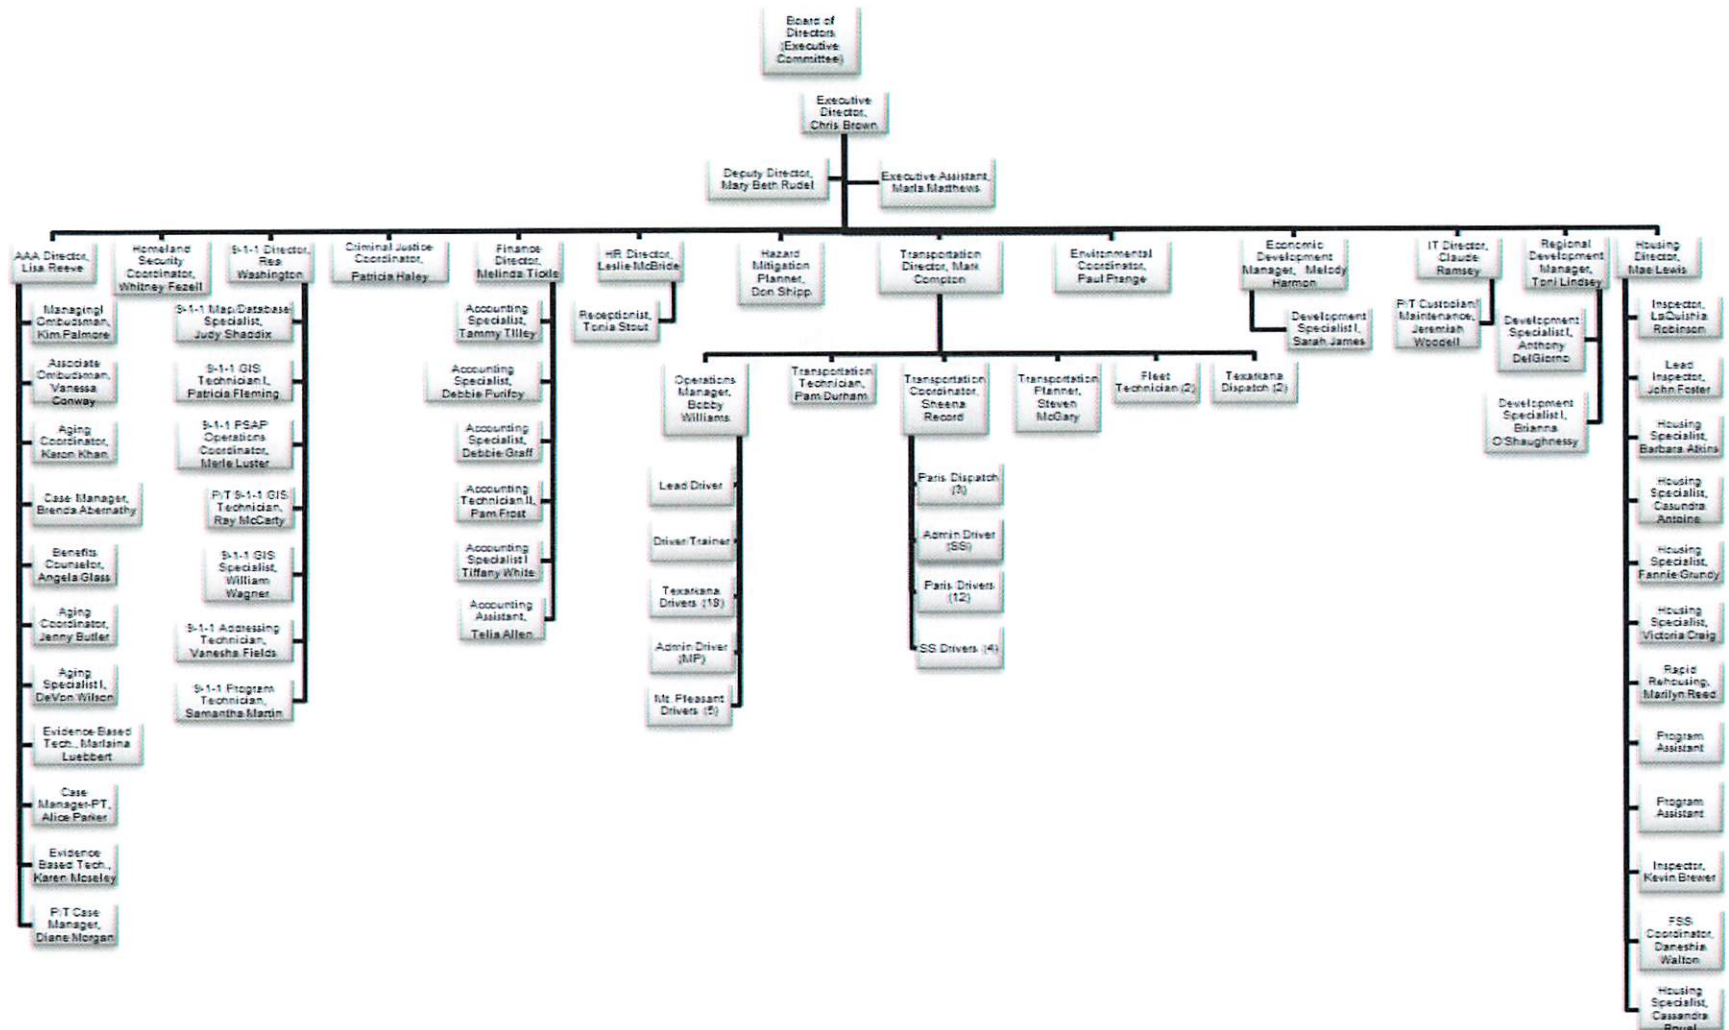 Board of
Directors
(Executive
Committee)
Executive
Director,
Chris Brown
Deputy Director,
Mary Beth Rudel
Executive Assistant,
Marla Matthews
AAA Director,
Lisa Reeve
Homeland
Security
Coordinator,
Whitney Fezell
9-1-1 Director,
Rea
Washington
Criminal Justice
Coordinator,
Patricia Haley
Finance
Director,
Melinda Tickle
HR Director,
Leslie McBride
Hazard
Mitigation
Planner,
Don Shipp
Transportation
Director, Mark
Compton
Environmental
Coordinator,
Paul Prange
Economic
Development
Manager, Melody
Harmon
IT Director,
Claude
Ramsey
Regional
Development
Manager,
Toni Lindsey
Housing
Director,
Mae Lewis
Managing
Ombudsman,
Kim Palmore
Associate
Ombudsman,
Vanessa
Conway
Aging
Coordinator,
Karon Khan
Case Manager,
Brenda Abernathy
Benefits
Counselor,
Angela Glass
Aging
Coordinator,
Jenny Butler
Aging
Specialist I,
DeVon Wilson
Evidence Based
Tech., Marlaina
Luebbert
Case
Manager-PT,
Alice Parker
Evidence
Based Tech.,
Karen Moseley
P/T Case
Manager,
Diane Morgan
9-1-1 Map/Database
Specialist,
Judy Shaddix
9-1-1 GIS
Technician I,
Patricia Fleming
9-1-1 PSAP
Operations
Coordinator,
Merle Luster
P/T 9-1-1 GIS
Technician,
Ray McCarty
9-1-1 GIS
Specialist,
William
Wagner
9-1-1 Addressing
Technician,
Vanesha Fields
9-1-1 Program
Technician,
Samantha Martin
Accounting
Specialist,
Tammy Tilley
Accounting
Specialist,
Debbie Purifoy
Accounting
Specialist,
Debbie Graff
Accounting
Technician II,
Pam Frost
Accounting
Specialist I
Tiffany White
Accounting
Assistant,
Telia Allen
Receptionist,
Tonia Stout
Operations
Manager,
Bobby
Williams
Transportation
Technician,
Pam Durham
Transportation
Coordinator,
Sheena
Record
Transportation
Planner,
Steven
McGary
Fleet
Technician (2)
Texarkana
Dispatch (2)
Lead Driver
Driver/Trainer
Texarkana
Drivers (18)
Admin Driver
(MP)
Mt. Pleasant
Drivers (5)
Paris Dispatch
(3)
Admin Driver
(SS)
Paris Drivers
(12)
SS Drivers (4)
Development
Specialist I,
Sarah James
P/T Custodian/
Maintenance,
Jeremiah
Woodell
Development
Specialist I,
Anthony
DelGiorno
Development
Specialist I,
Brianna
O'Shaughnessy
Inspector,
LaQuishia
Robinson
Lead
Inspector,
John Foster
Housing
Specialist,
Barbara Atkins
Housing
Specialist,
Casundra
Antoine
Housing
Specialist,
Fannie Grundy
Housing
Specialist,
Victoria Craig
Rapid
Rehousing,
Marilyn Reed
Program
Assistant
Program
Assistant
Inspector,
Kevin Brewer
FSS
Coordinator,
Daneshia
Walton
Housing
Specialist,
Cassandra